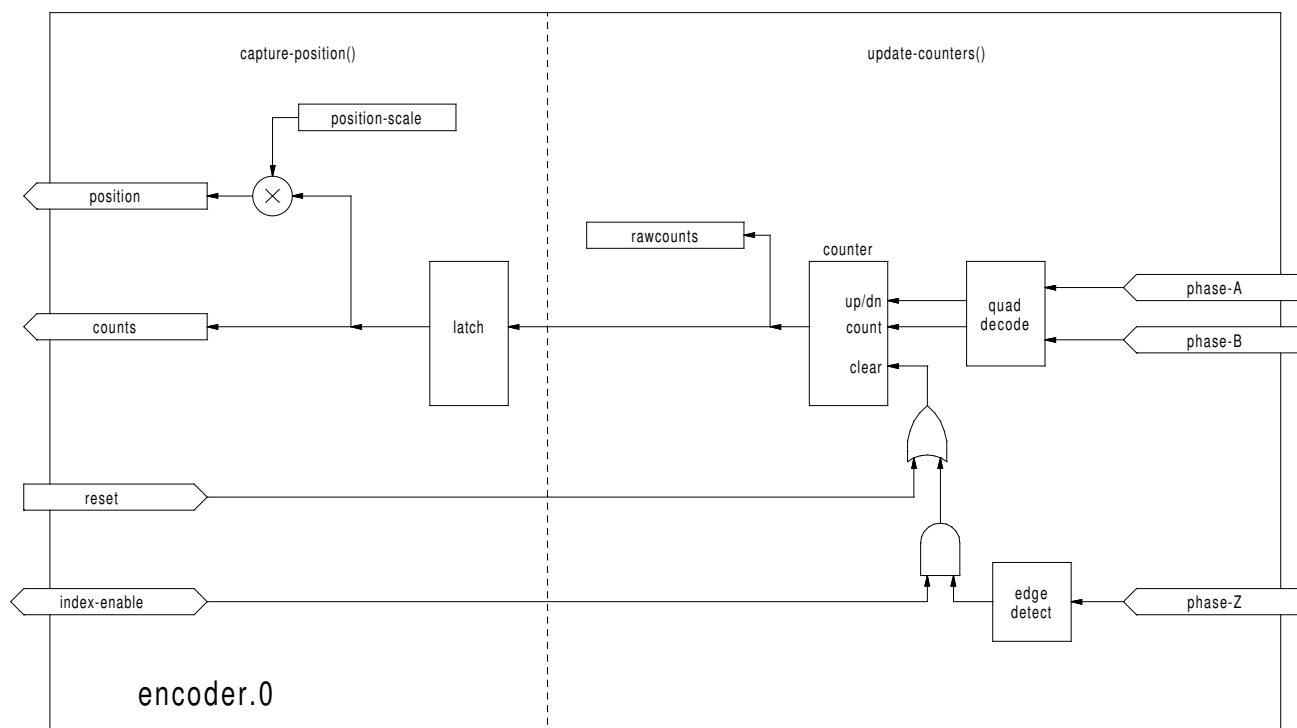 capture-position()
update-counters()
position-scale
position
rawcounts
counter
phase-A
up/dn
quad
decode
counts
latch
count
phase-B
clear
reset
index-enable
edge
detect
phase-Z
encoder.0